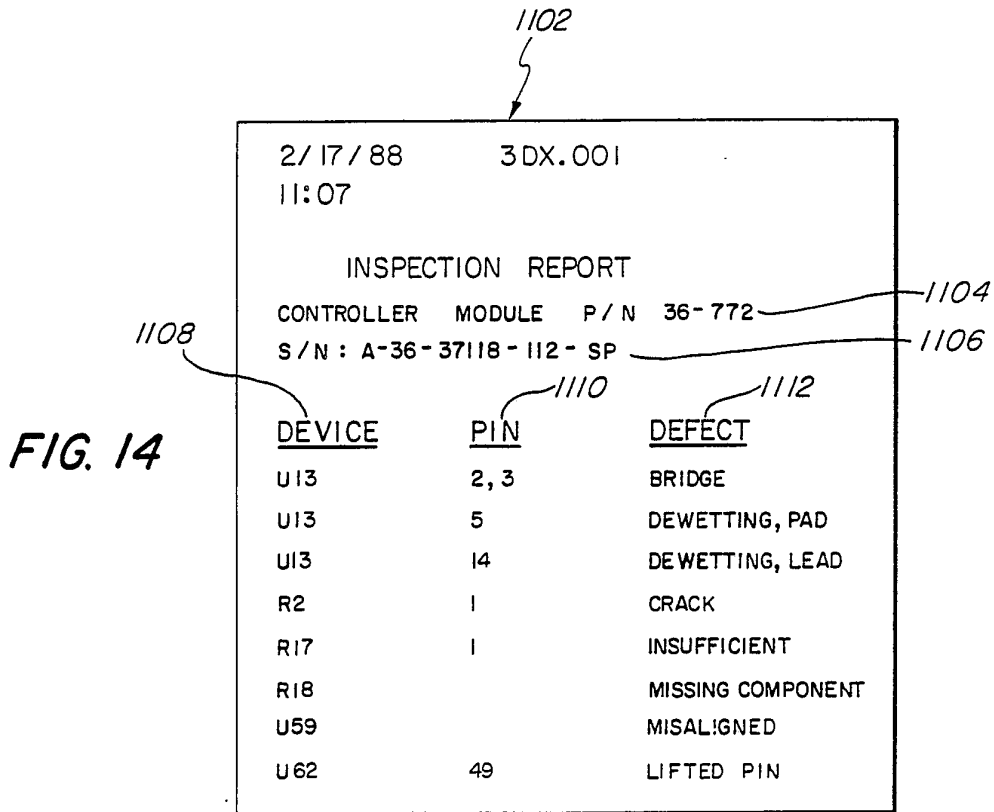 1102
2/17/88 3DX.001
11:07
INSPECTION REPORT
CONTROLLER MODULE P/N 36-772 1104
S/N: A-36-37118-112-SP 1106
1108 1110 1112
DEVICE PIN DEFECT
FIG. 14
U13 2,3 BRIDGE
U13 5 DEWETTING, PAD
U13 14 DEWETTING, LEAD
R2 1 CRACK
R17 1 INSUFFICIENT
R18 MISSING COMPONENT
U59 MISALIGNED
U62 49 LIFTED PIN